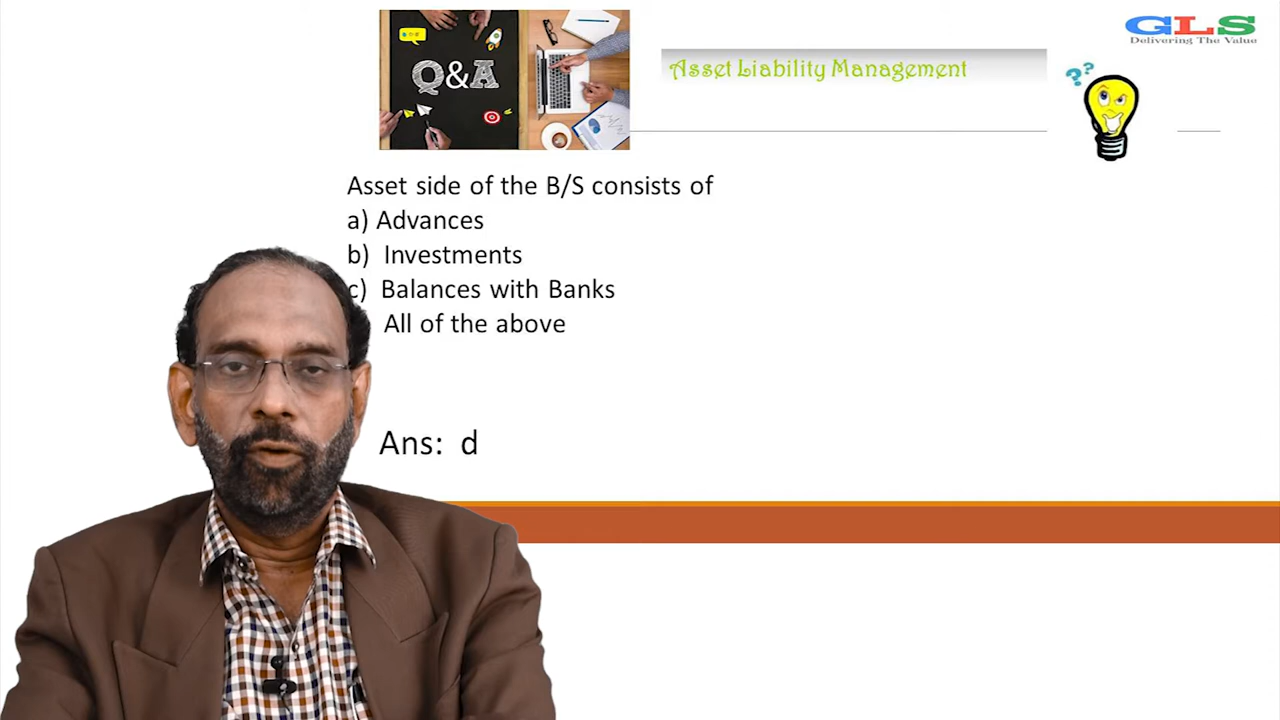 Q&A
GLS
Delivering The Value
Asset Liability Management
??
Asset side of the B/S consists of
a) Advances
b) Investments
c) Balances with Banks
All of the above
Ans: d